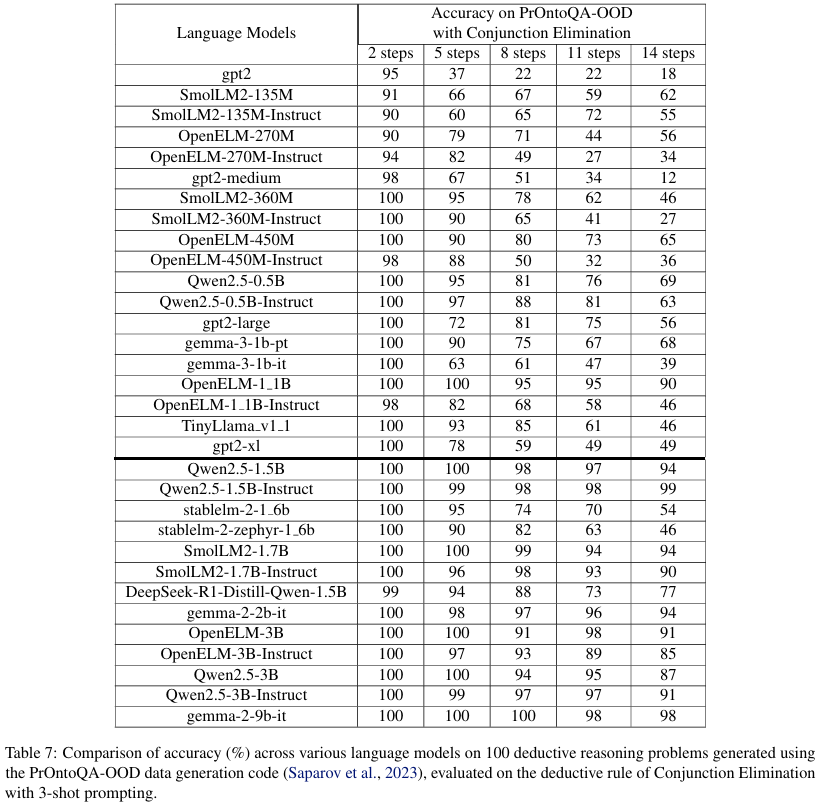 Language Models
Accuracy on PrOntoQA-OOD
with Conjunction Elimination
2 steps 5 steps 8 steps 11 steps 14 steps
gpt2 95 37 22 22 18
SmolLM2-135M 91 66 67 59 62
SmolLM2-135M-Instruct 90 60 65 72 55
OpenELM-270M 90 79 71 44 56
OpenELM-270M-Instruct 94 82 49 27 34
gpt2-medium 98 67 51 34 12
SmolLM2-360M 100 95 78 62 46
SmolLM2-360M-Instruct 100 90 65 41 27
OpenELM-450M 100 90 80 73 65
OpenELM-450M-Instruct 98 88 50 32 36
Qwen2.5-0.5B 100 95 81 76 69
Qwen2.5-0.5B-Instruct 100 97 88 81 63
gpt2-large 100 72 81 75 56
gemma-3-1b-pt 100 90 75 67 68
gemma-3-1b-it 100 63 61 47 39
OpenELM-1_1B 100 100 95 95 90
OpenELM-1_1B-Instruct 98 82 68 58 46
TinyLlama_v1_1 100 93 85 61 46
gpt2-xl 100 78 59 49 49
Qwen2.5-1.5B 100 100 98 97 94
Qwen2.5-1.5B-Instruct 100 99 98 98 99
stablelm-2-1_6b 100 95 74 70 54
stablelm-2-zephyr-1_6b 100 90 82 63 46
SmolLM2-1.7B 100 100 99 94 94
SmolLM2-1.7B-Instruct 100 96 98 93 90
DeepSeek-R1-Distill-Qwen-1.5B 99 94 88 73 77
gemma-2-2b-it 100 98 97 96 94
OpenELM-3B 100 100 91 98 91
OpenELM-3B-Instruct 100 97 93 89 85
Qwen2.5-3B 100 100 94 95 87
Qwen2.5-3B-Instruct 100 99 97 97 91
gemma-2-9b-it 100 100 100 98 98
Table 7: Comparison of accuracy (%) across various language models on 100 deductive reasoning problems generated using
the PrOntoQA-OOD data generation code (Saparov et al., 2023), evaluated on the deductive rule of Conjunction Elimination
with 3-shot prompting.